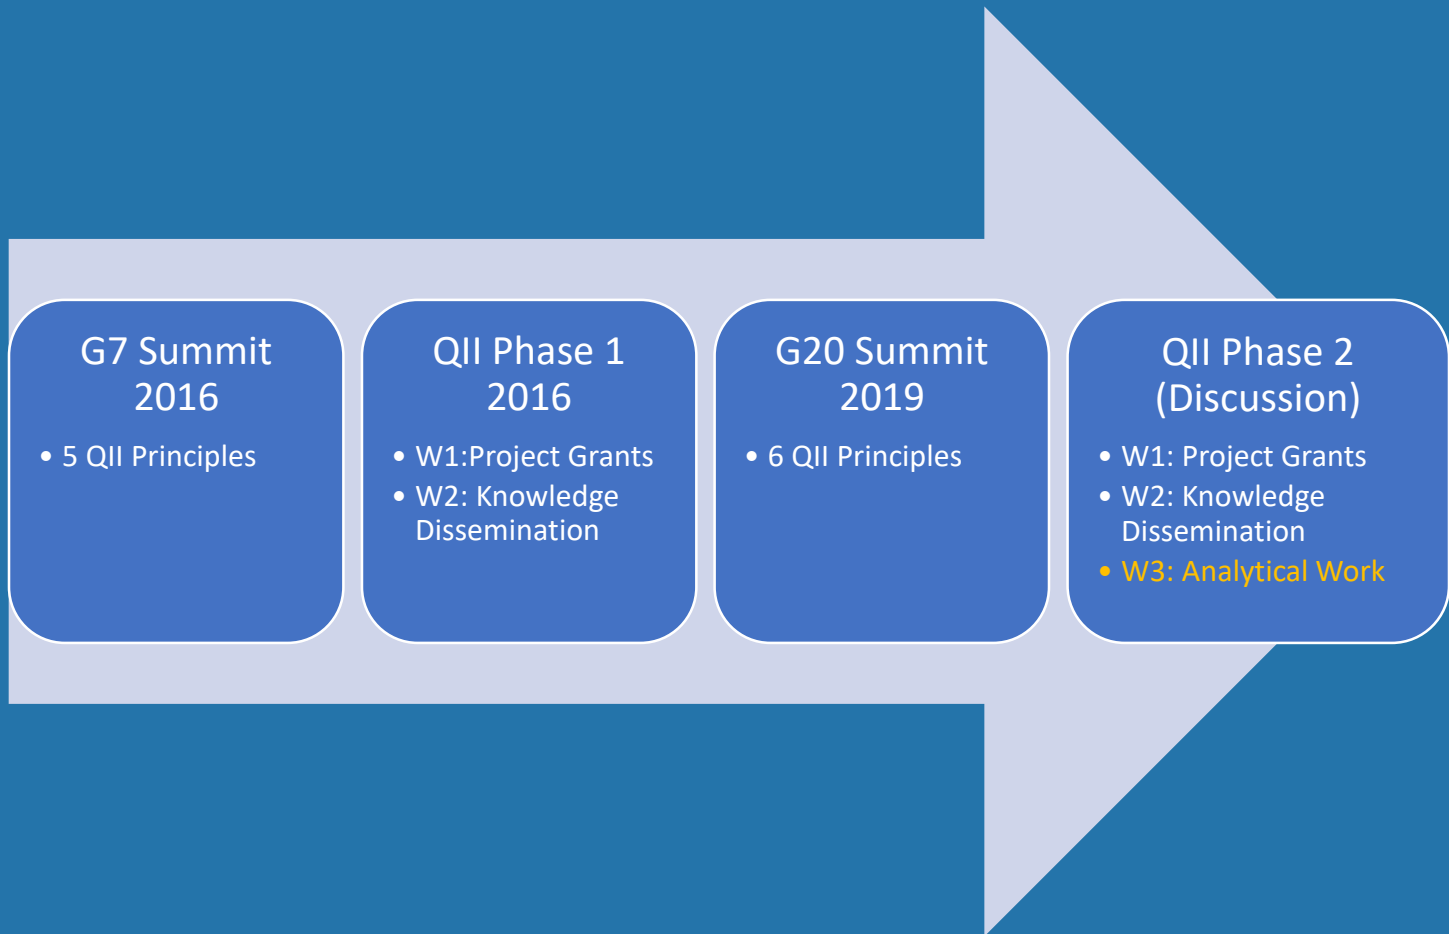 G7 Summit
2016
• 5 QII Principles
QII Phase 1
2016
• W1:Project Grants
• W2: Knowledge
Dissemination
G20 Summit
2019
• 6 QII Principles
QII Phase 2
(Discussion)
• W1: Project Grants
• W2: Knowledge
Dissemination
• W3: Analytical Work